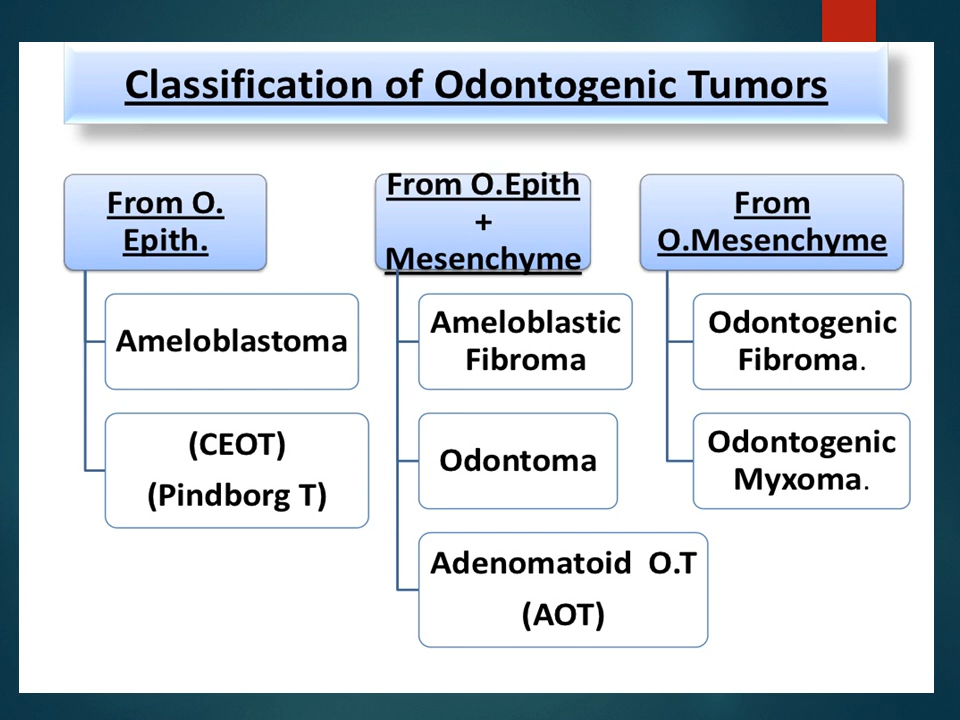 Classification of Odontogenic Tumors
From O.
Epith.
Ameloblastoma
(CEOT)
(Pindborg T)
From O.Epith
+
Mesenchyme
Ameloblastic
Fibroma
Odontoma
Adenomatoid O.T
(AOT)
From
O.Mesenchyme
Odontogenic
Fibroma.
Odontogenic
Myxoma.